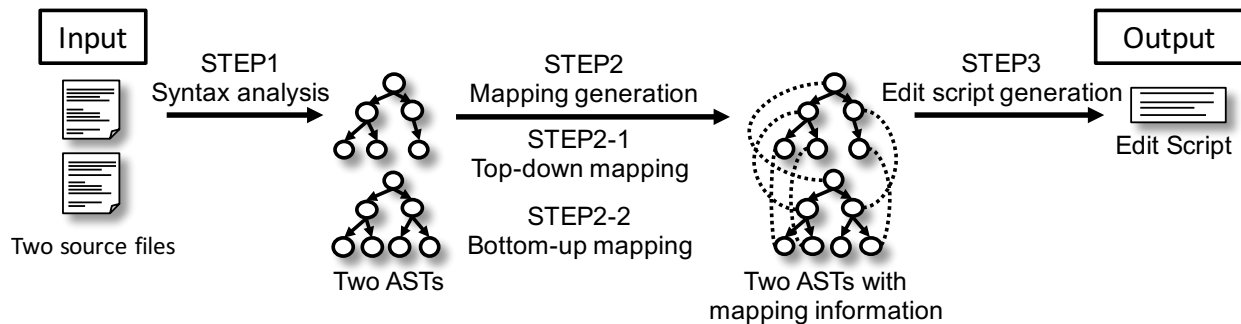 Input
Two source files
STEP1
Syntax analysis
Two ASTs
STEP2
Mapping generation
STEP2-1
Top-down mapping
STEP2-2
Bottom-up mapping
Two ASTs with
mapping information
STEP3
Edit script generation
Output
Edit Script